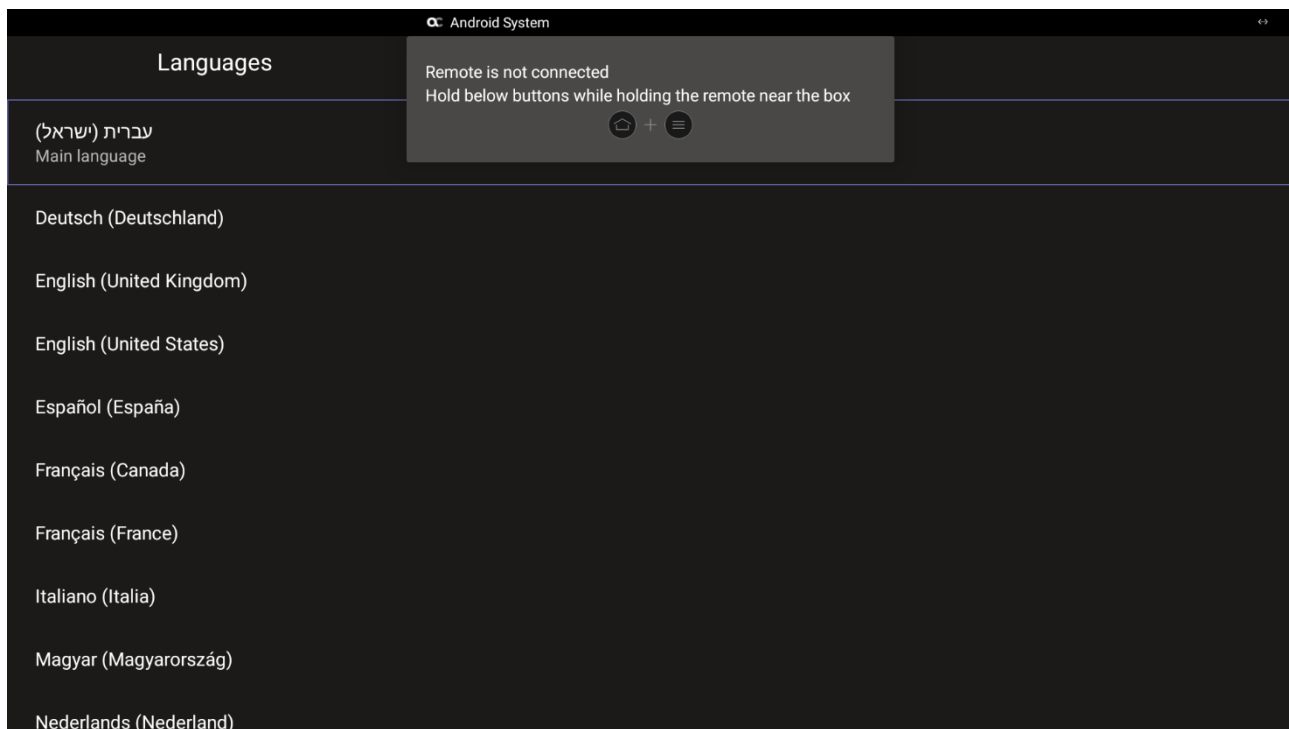 Android System
Languages
Remote is not connected
Hold below buttons while holding the remote near the box
+
עברית (ישראל)
Main language
Deutsch (Deutschland)
English (United Kingdom)
English (United States)
Español (España)
Français (Canada)
Français (France)
Italiano (Italia)
Magyar (Magyarország)
Nederlands (Nederland)